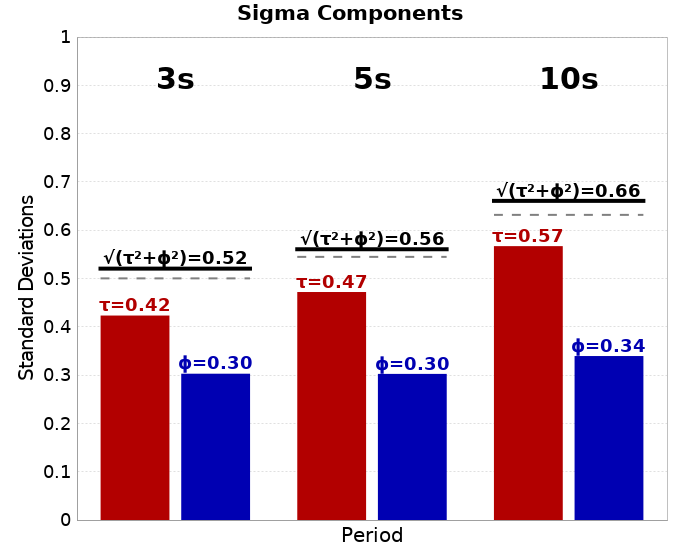 Sigma Components
1
0.9
0.8
0.7
0.6
0.5
0.4
0.3
0.2
0.1
0
Standard Deviations
3s
5s
10s
√(τ²+ϕ²)=0.52
τ=0.42
ϕ=0.30
√(τ²+ϕ²)=0.56
τ=0.47
ϕ=0.30
√(τ²+ϕ²)=0.66
τ=0.57
ϕ=0.34
Period